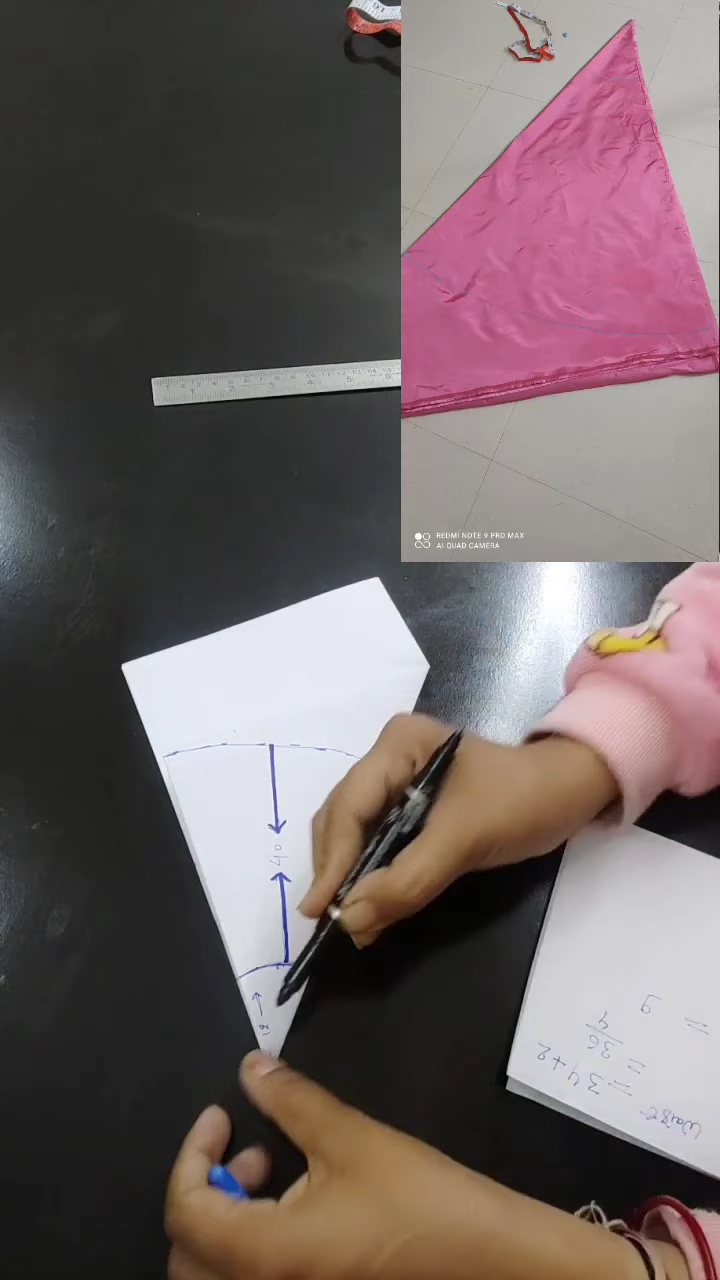 REDMI NOTE 9 PRO MAX
AI QUAD CAMERA
40
Waist
= 34+2
= 36
4
= 9